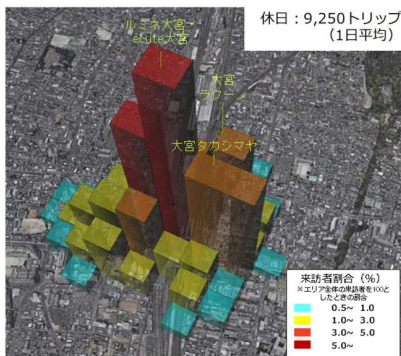 休日：9,250トリップ
（1日平均）
ルミネ大宮・
ecute大宮
大宮
ラクーン
大宮タカシマヤ
来訪者割合（%）
※エリア全体の来訪者を100と
したときの割合
0.5~ 1.0
1.0~ 3.0
3.0~ 5.0
5.0~